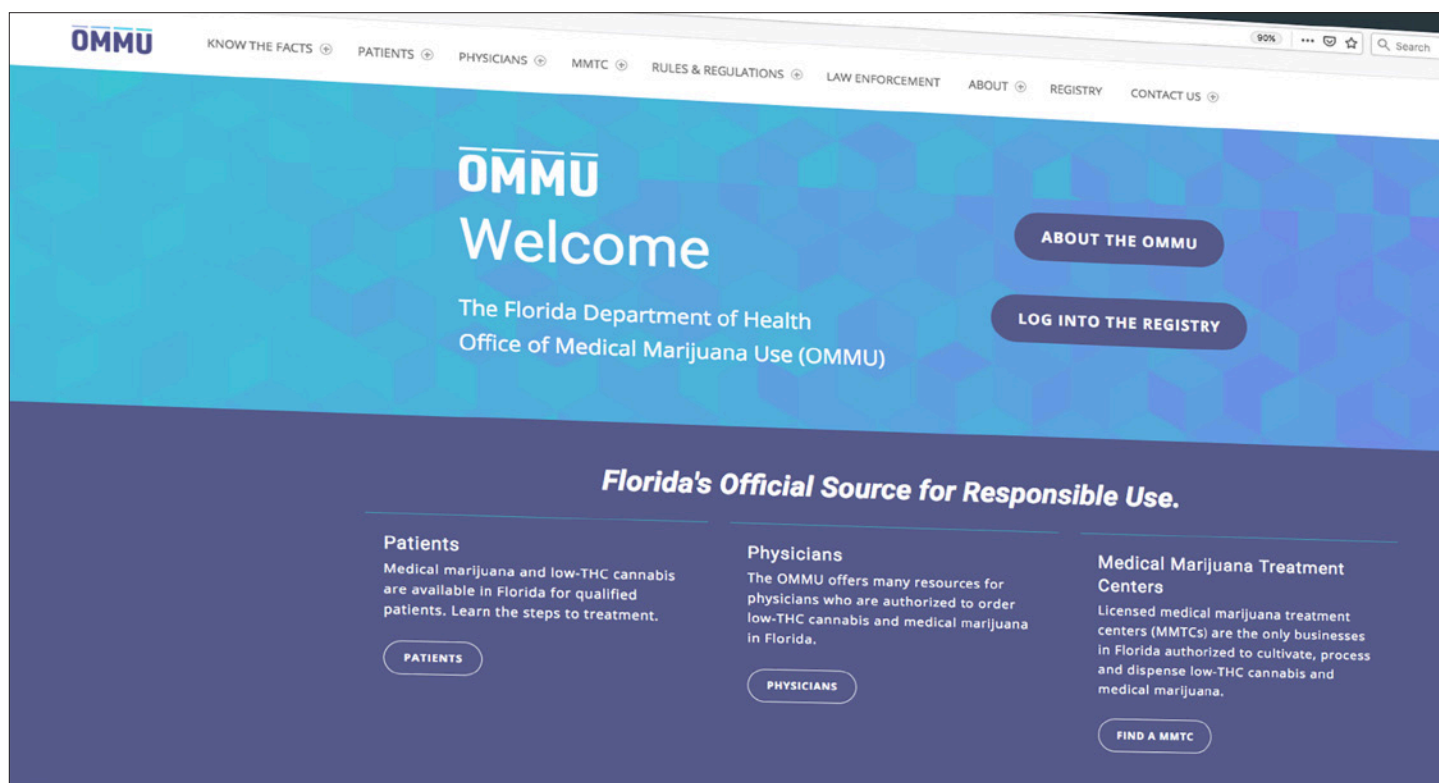 90%
Search
OMMU
KNOW THE FACTS
PATIENTS
PHYSICIANS
MMTC
RULES & REGULATIONS
LAW ENFORCEMENT
ABOUT
REGISTRY
CONTACT US
OMMU
Welcome
The Florida Department of Health
Office of Medical Marijuana Use (OMMU)
ABOUT THE OMMU
LOG INTO THE REGISTRY
Florida's Official Source for Responsible Use.
Patients
Medical marijuana and low-THC cannabis
are available in Florida for qualified
patients. Learn the steps to treatment.
PATIENTS
Physicians
The OMMU offers many resources for
physicians who are authorized to order
low-THC cannabis and medical marijuana
in Florida.
PHYSICIANS
Medical Marijuana Treatment
Centers
Licensed medical marijuana treatment
centers (MMTCs) are the only businesses
in Florida authorized to cultivate, process
and dispense low-THC cannabis and
medical marijuana.
FIND A MMTC